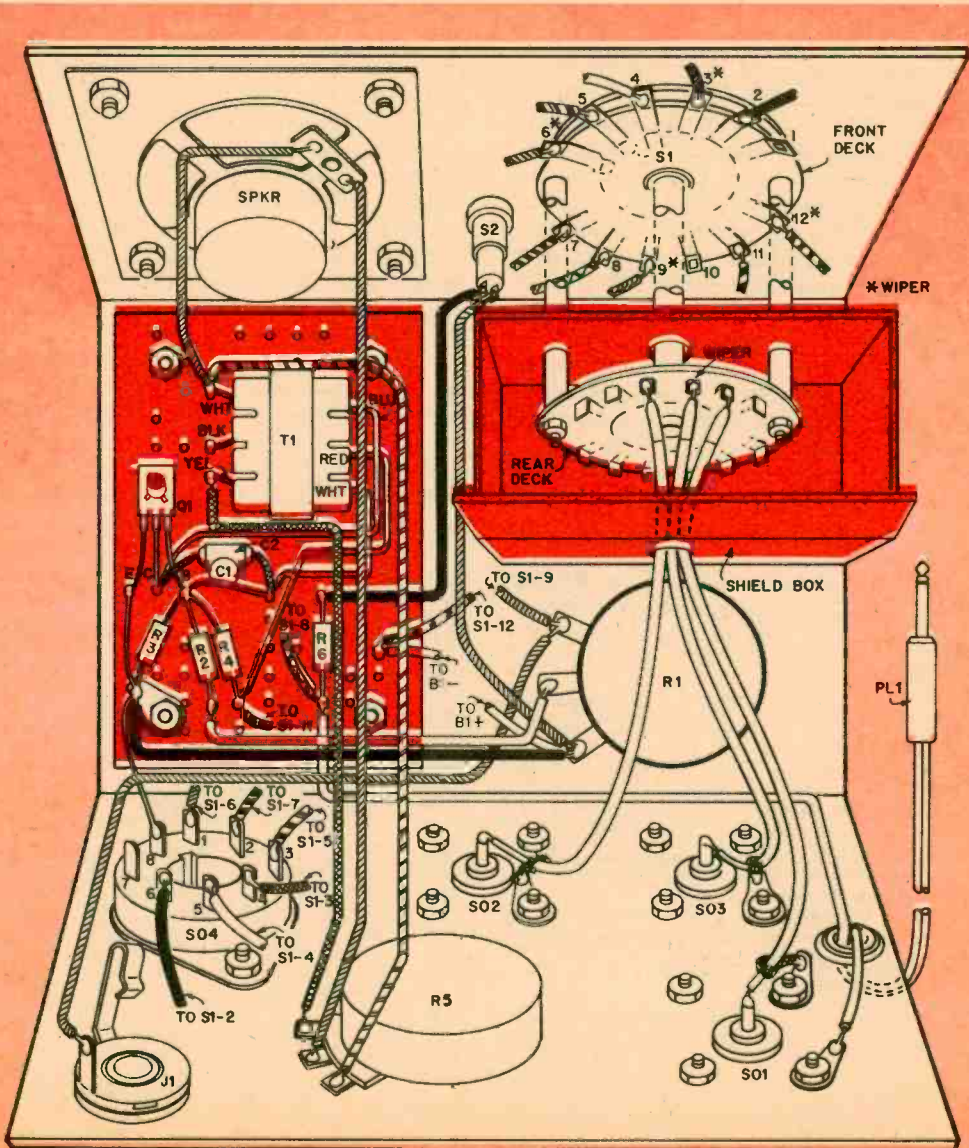 SPKR
S2
S1
1
2
3*
4
5
6*
7
8
9*
10
11
12*
FRONT
DECK
* WIPER
WIPER
REAR
DECK
SHIELD BOX
WHT
BLK
YEL
T1
BLU
RED
WHT
Q1
E
C
B
C2
C1
R3
R2
R4
R6
TO
S1-8
TO
S1-11
TO S1-9
TO
S1-12
TO
B1-
TO
B1+
R1
PL1
TO
S1-6
TO
S1-7
TO
S1-5
TO
S1-3
TO
S1-4
TO S1-2
1
2
3
4
5
6
7
8
SO4
J1
R5
SO2
SO3
SO1